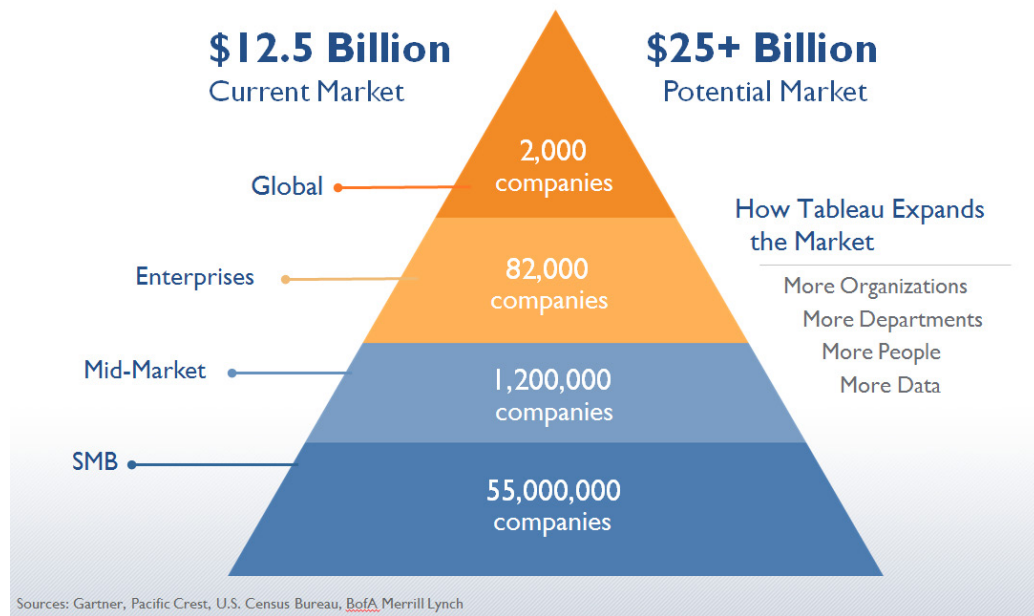 $12.5 Billion
Current Market
$25+ Billion
Potential Market
2,000
companies
Global
How Tableau Expands
the Market
Enterprises
82,000
companies
More Organizations
More Departments
More People
More Data
Mid-Market
1,200,000
companies
SMB
55,000,000
companies
Sources: Gartner, Pacific Crest, U.S. Census Bureau, BofA Merrill Lynch